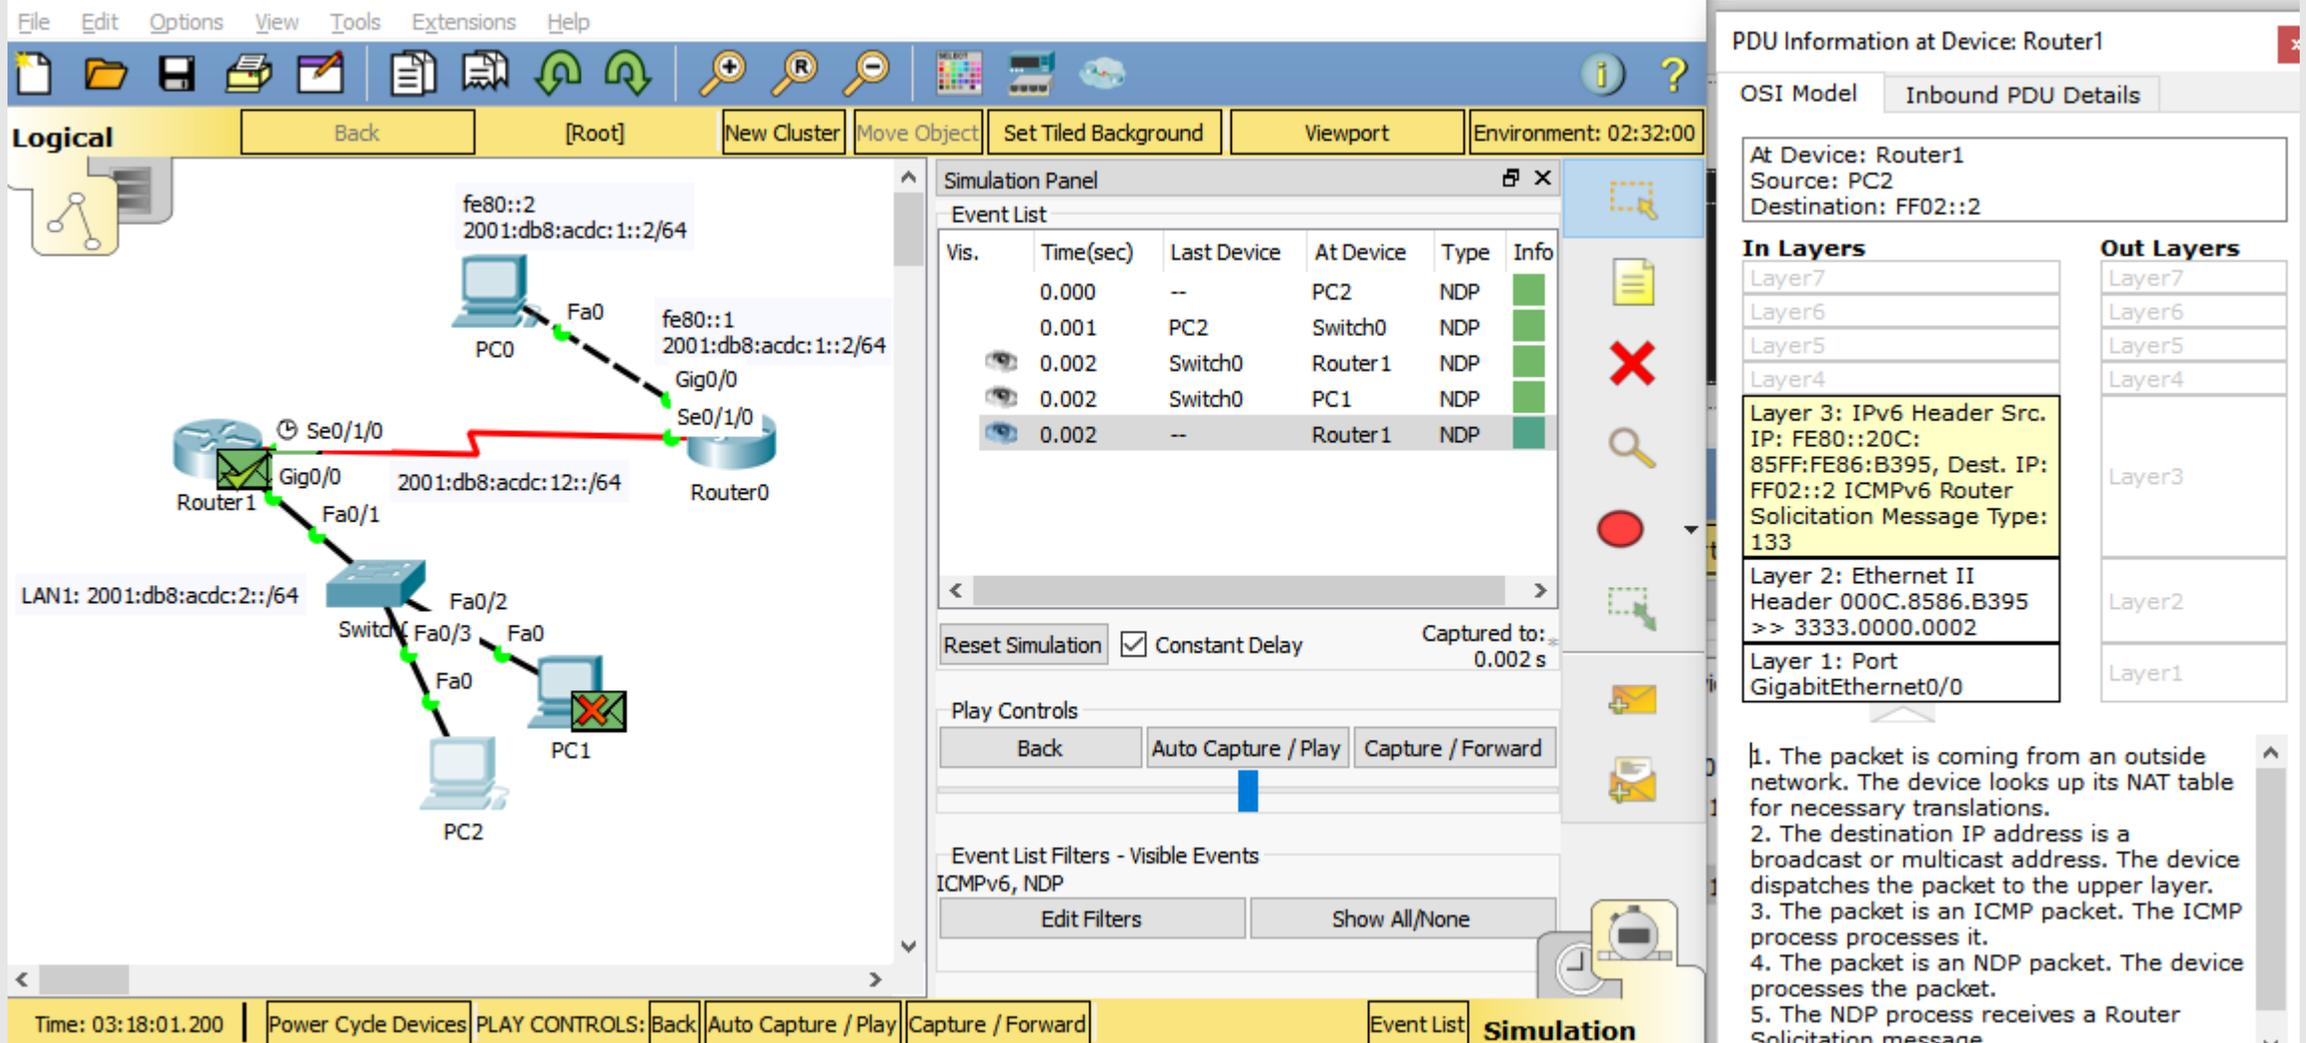 File Edit Options View Tools Extensions Help
Logical
Back
[Root]
New Cluster
Move Object
Set Tiled Background
Viewport
Environment: 02:32:00
fe80::2
2001:db8:acdc:1::2/64
Fa0
PC0
fe80::1
2001:db8:acdc:1::2/64
Gig0/0
Se0/1/0
Se0/1/0
Gig0/0
2001:db8:acdc:12::/64
Router1
Router0
Fa0/1
LAN1: 2001:db8:acdc:2::/64
Fa0/2
Switch
Fa0/3
Fa0
Fa0
PC1
PC2
Simulation Panel
Event List
Vis. Time(sec) Last Device At Device Type Info
0.000 -- PC2 NDP
0.001 PC2 Switch0 NDP
0.002 Switch0 Router1 NDP
0.002 Switch0 PC1 NDP
0.002 -- Router1 NDP
Reset Simulation
Constant Delay
Captured to:
0.002 s
Play Controls
Back
Auto Capture / Play
Capture / Forward
Event List Filters - Visible Events
ICMPv6, NDP
Edit Filters
Show All/None
Time: 03:18:01.200
Power Cycle Devices
PLAY CONTROLS:
Back
Auto Capture / Play
Capture / Forward
Event List
Simulation
PDU Information at Device: Router1
OSI Model
Inbound PDU Details
At Device: Router1
Source: PC2
Destination: FF02::2
In Layers
Layer7
Layer6
Layer5
Layer4
Layer 3: IPv6 Header Src.
IP: FE80::20C:
85FF:FE86:B395, Dest. IP:
FF02::2 ICMPv6 Router
Solicitation Message Type:
133
Layer 2: Ethernet II
Header 000C.8586.B395
>> 3333.0000.0002
Layer 1: Port
GigabitEthernet0/0
Out Layers
Layer7
Layer6
Layer5
Layer4
Layer3
Layer2
Layer1
1. The packet is coming from an outside
network. The device looks up its NAT table
for necessary translations.
2. The destination IP address is a
broadcast or multicast address. The device
dispatches the packet to the upper layer.
3. The packet is an ICMP packet. The ICMP
process processes it.
4. The packet is an NDP packet. The device
processes the packet.
5. The NDP process receives a Router
Solicitation message